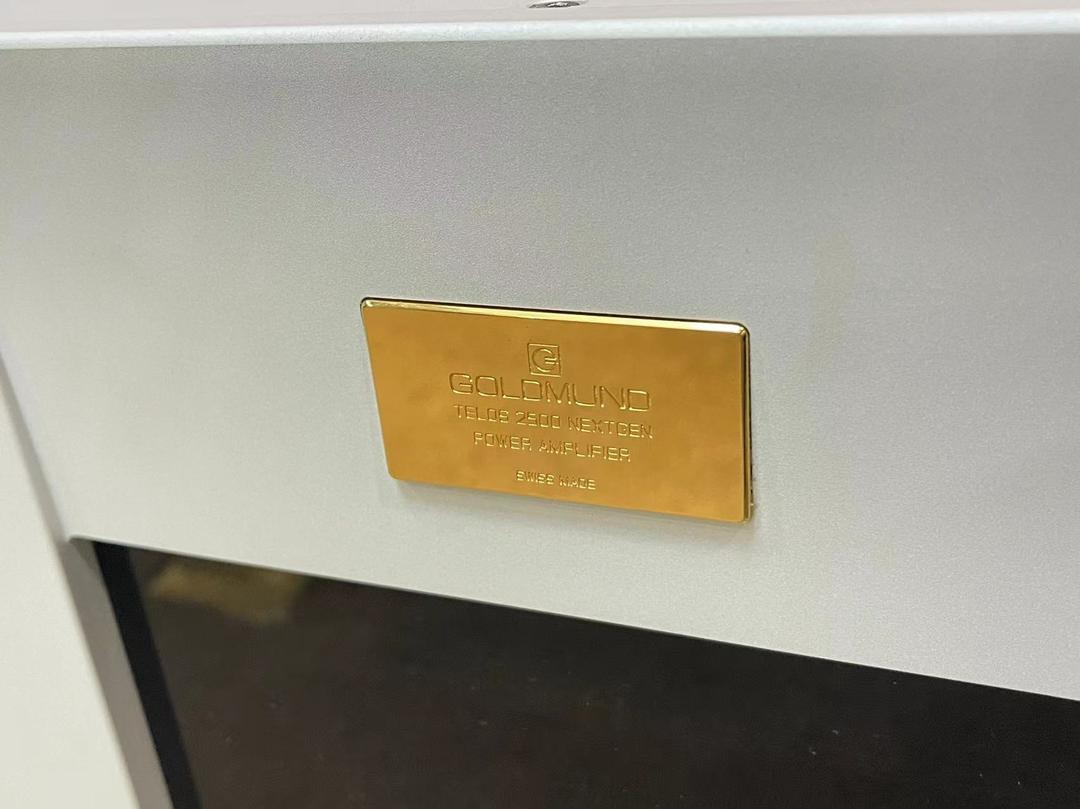 G
GOLDMUND
TELOS 2500 NEXTGEN
POWER AMPLIFIER
SWISS MADE